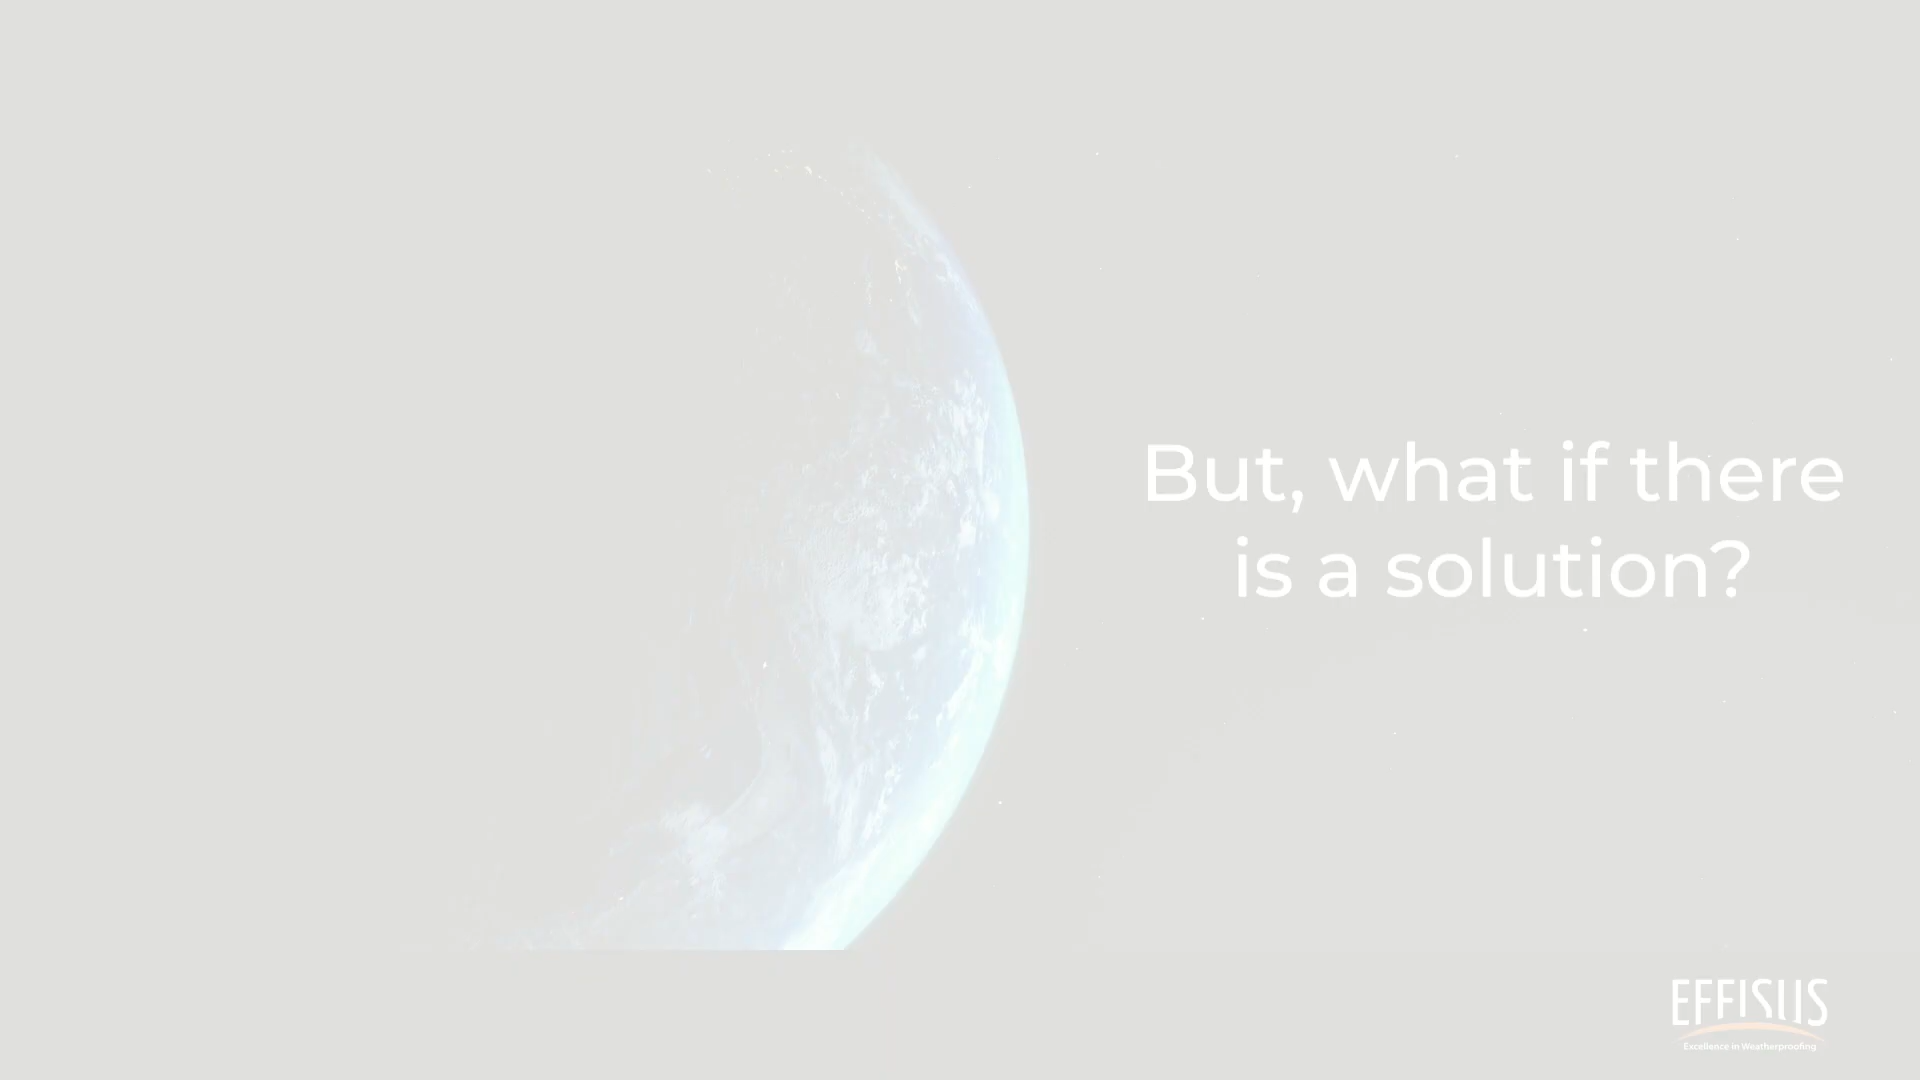 But, what if there
is a solution?
EFFISUS
Excellence in Weatherproofing